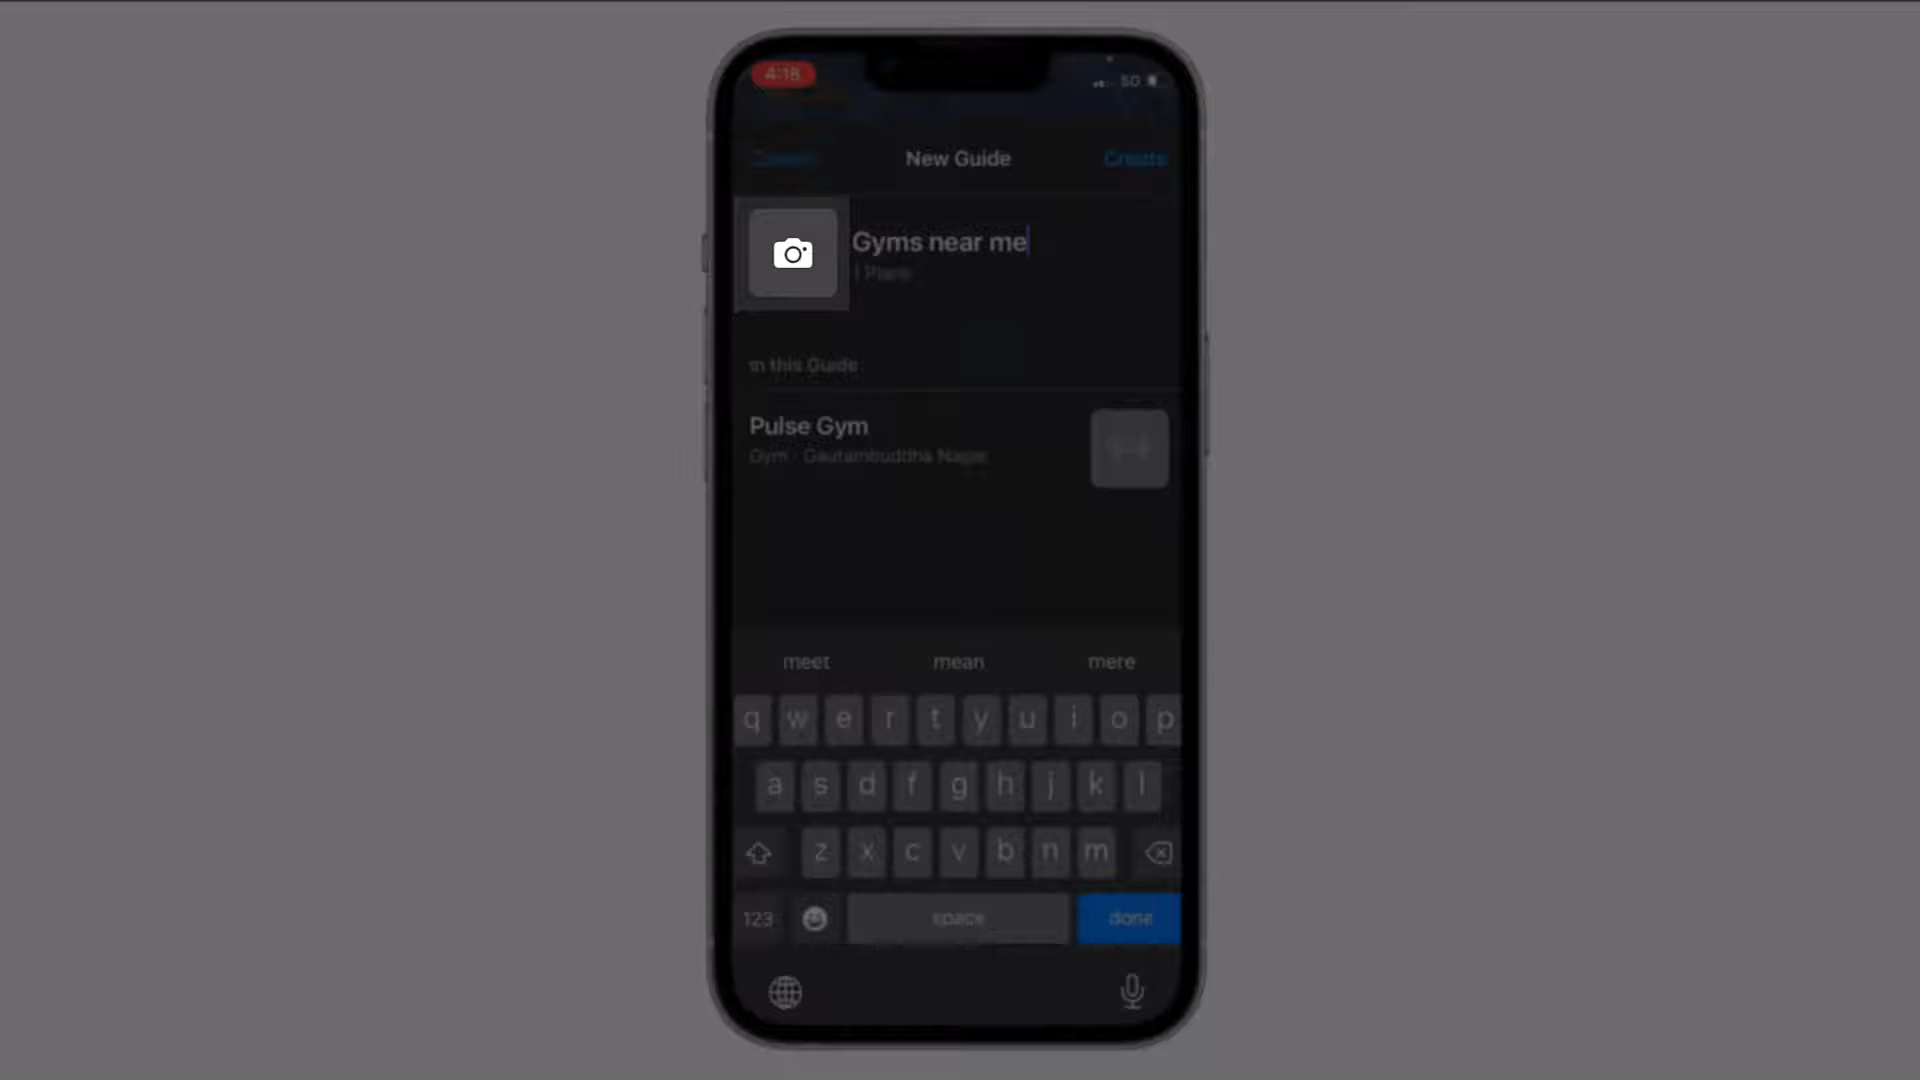 4:18
Cancel
New Guide
Create
Gyms near me
1 Place
In this Guide
Pulse Gym
Gym · Gautambuddha Nagar
meet mean mere
q w e r t y u i o p
a s d f g h j k l
z x c v b n m
123 space done